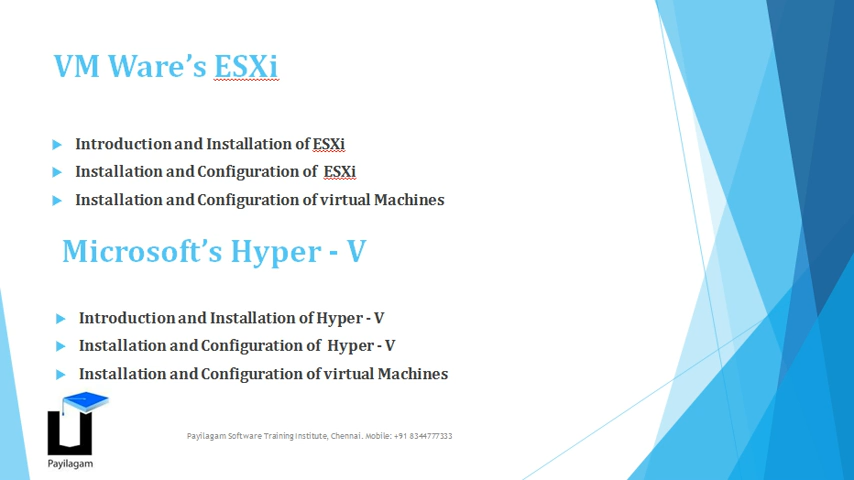 VM Ware’s ESXi
Introduction and Installation of ESXi
Installation and Configuration of ESXi
Installation and Configuration of virtual Machines
Microsoft’s Hyper - V
Introduction and Installation of Hyper - V
Installation and Configuration of Hyper - V
Installation and Configuration of virtual Machines
Payilagam Software Training Institute, Chennai. Mobile: +91 8344777333
Payilagam